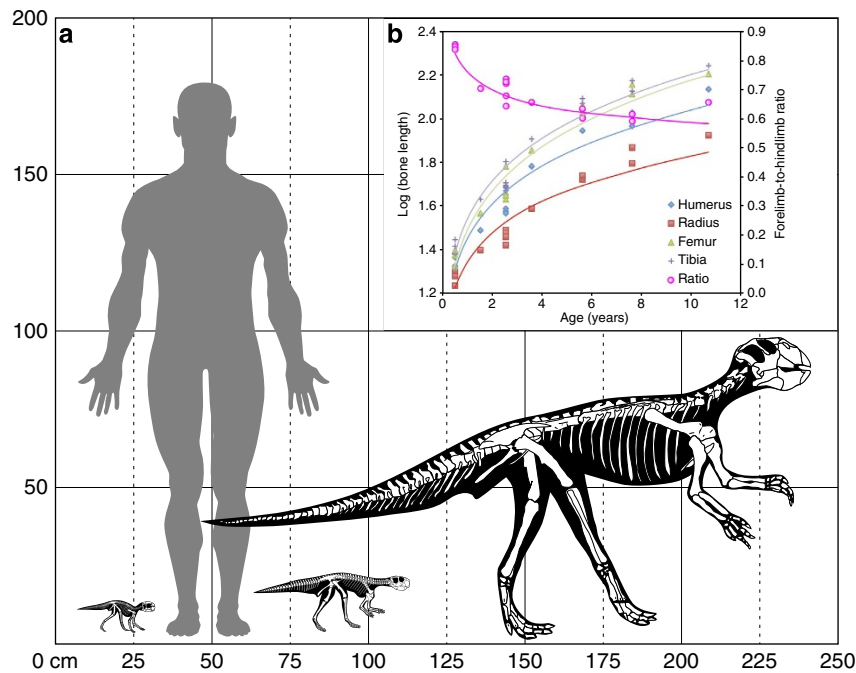 200
150
100
50
0 cm 25 50 75 100 125 150 175 200 225 250
a
b
2.4
2.2
2.0
1.8
1.6
1.4
1.2
Log (bone length)
0.9
0.8
0.7
0.6
0.5
0.4
0.3
0.2
0.1
0.0
Forelimb-to-hindlimb ratio
Humerus
Radius
Femur
Tibia
Ratio
0 2 4 6 8 10 12
Age (years)